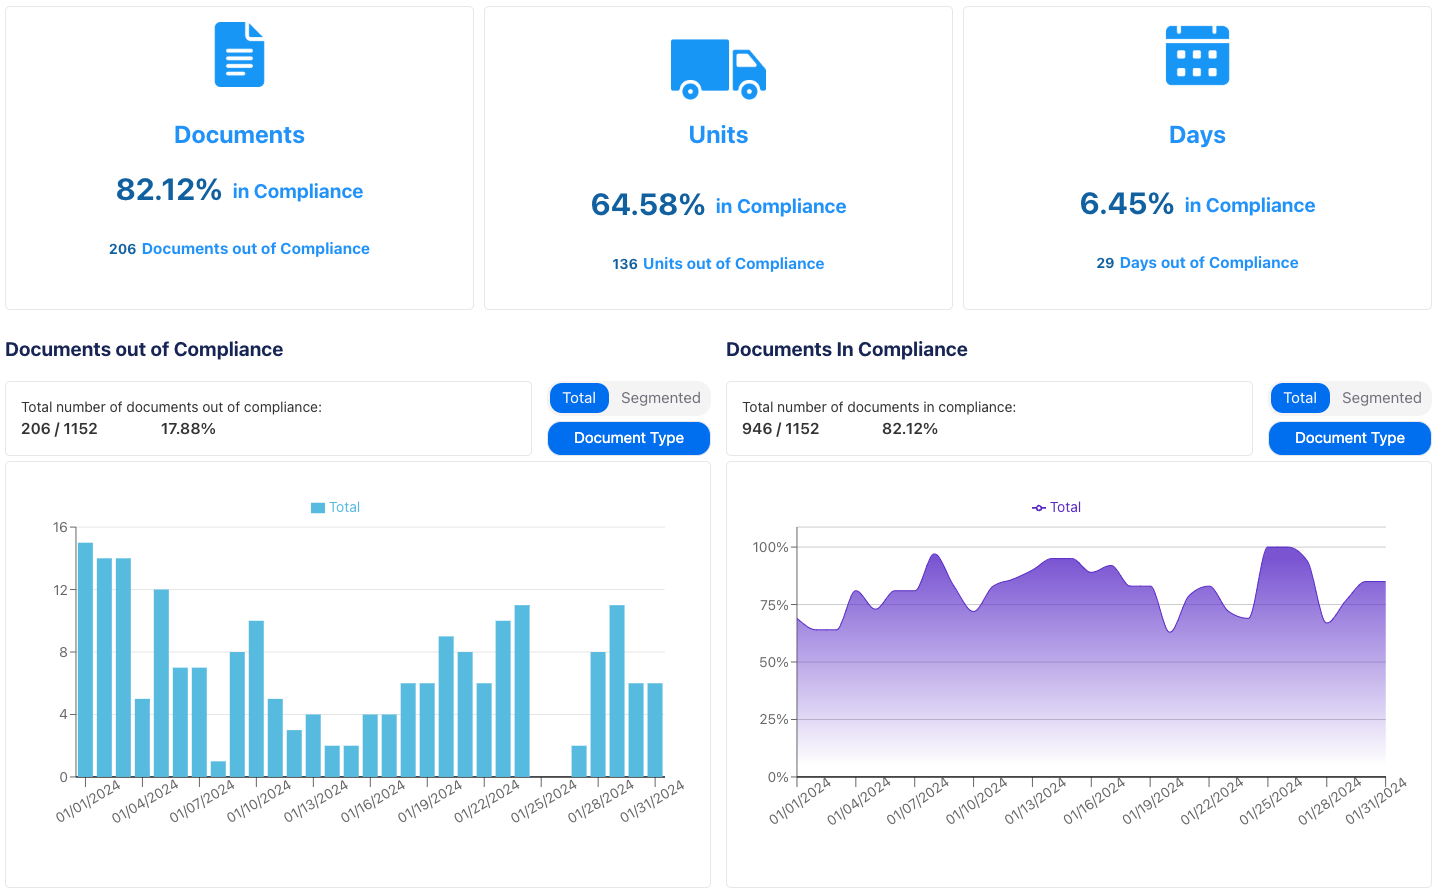 Documents
82.12% in Compliance
206 Documents out of Compliance
Units
64.58% in Compliance
136 Units out of Compliance
Days
6.45% in Compliance
29 Days out of Compliance
Documents out of Compliance
Total number of documents out of compliance:
206 / 1152 17.88%
Total Segmented
Document Type
Total
16
12
8
4
0
01/01/2024 01/04/2024 01/07/2024 01/10/2024 01/13/2024 01/16/2024 01/19/2024 01/22/2024 01/25/2024 01/28/2024 01/31/2024
Documents In Compliance
Total number of documents in compliance:
946 / 1152 82.12%
Total Segmented
Document Type
Total
100%
75%
50%
25%
0%
01/01/2024 01/04/2024 01/07/2024 01/10/2024 01/13/2024 01/16/2024 01/19/2024 01/22/2024 01/25/2024 01/28/2024 01/31/2024